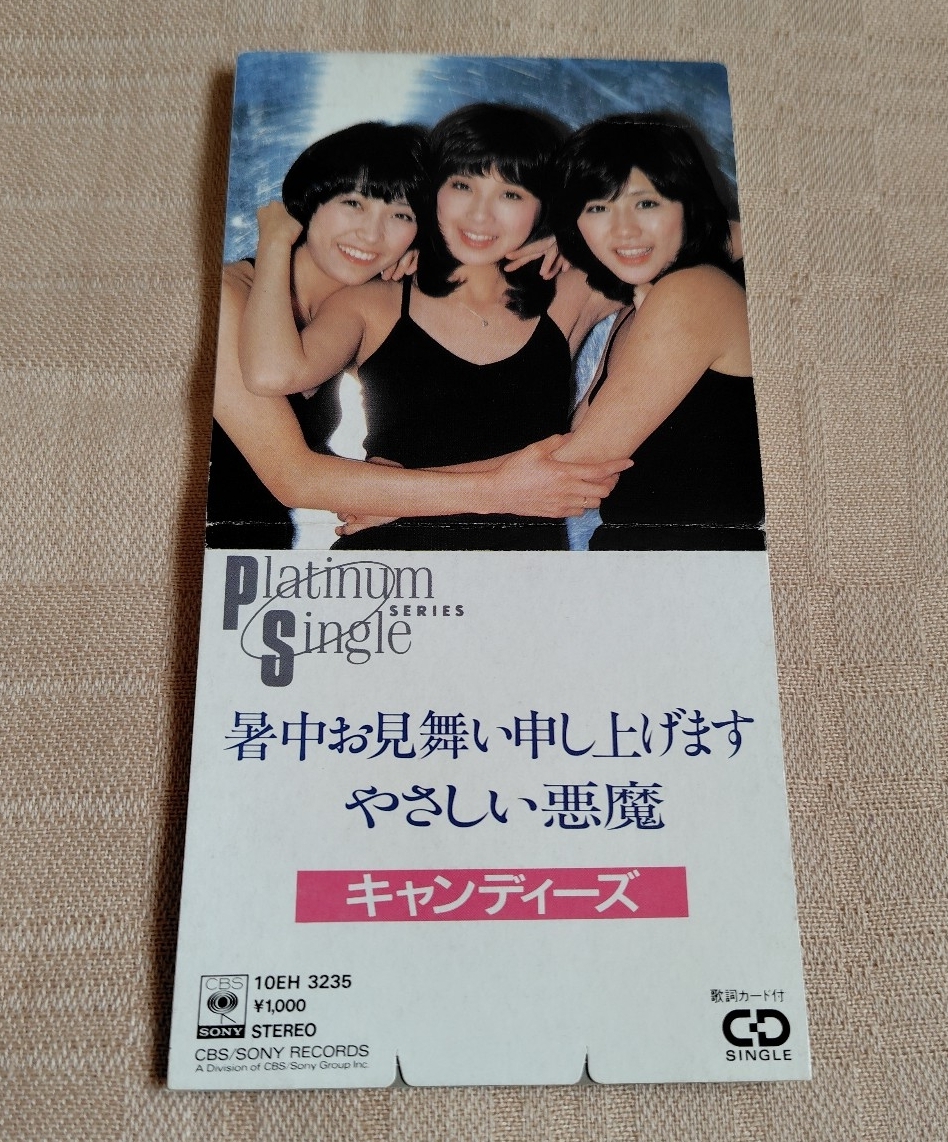 Platinum
SERIES
Single
暑中お見舞い申し上げます
やさしい悪魔
キャンディーズ
CBS
SONY
10EH 3235
¥1,000
STEREO
CBS/SONY RECORDS
A Division of CBS/Sony Group Inc.
歌詞カード付
CD
SINGLE